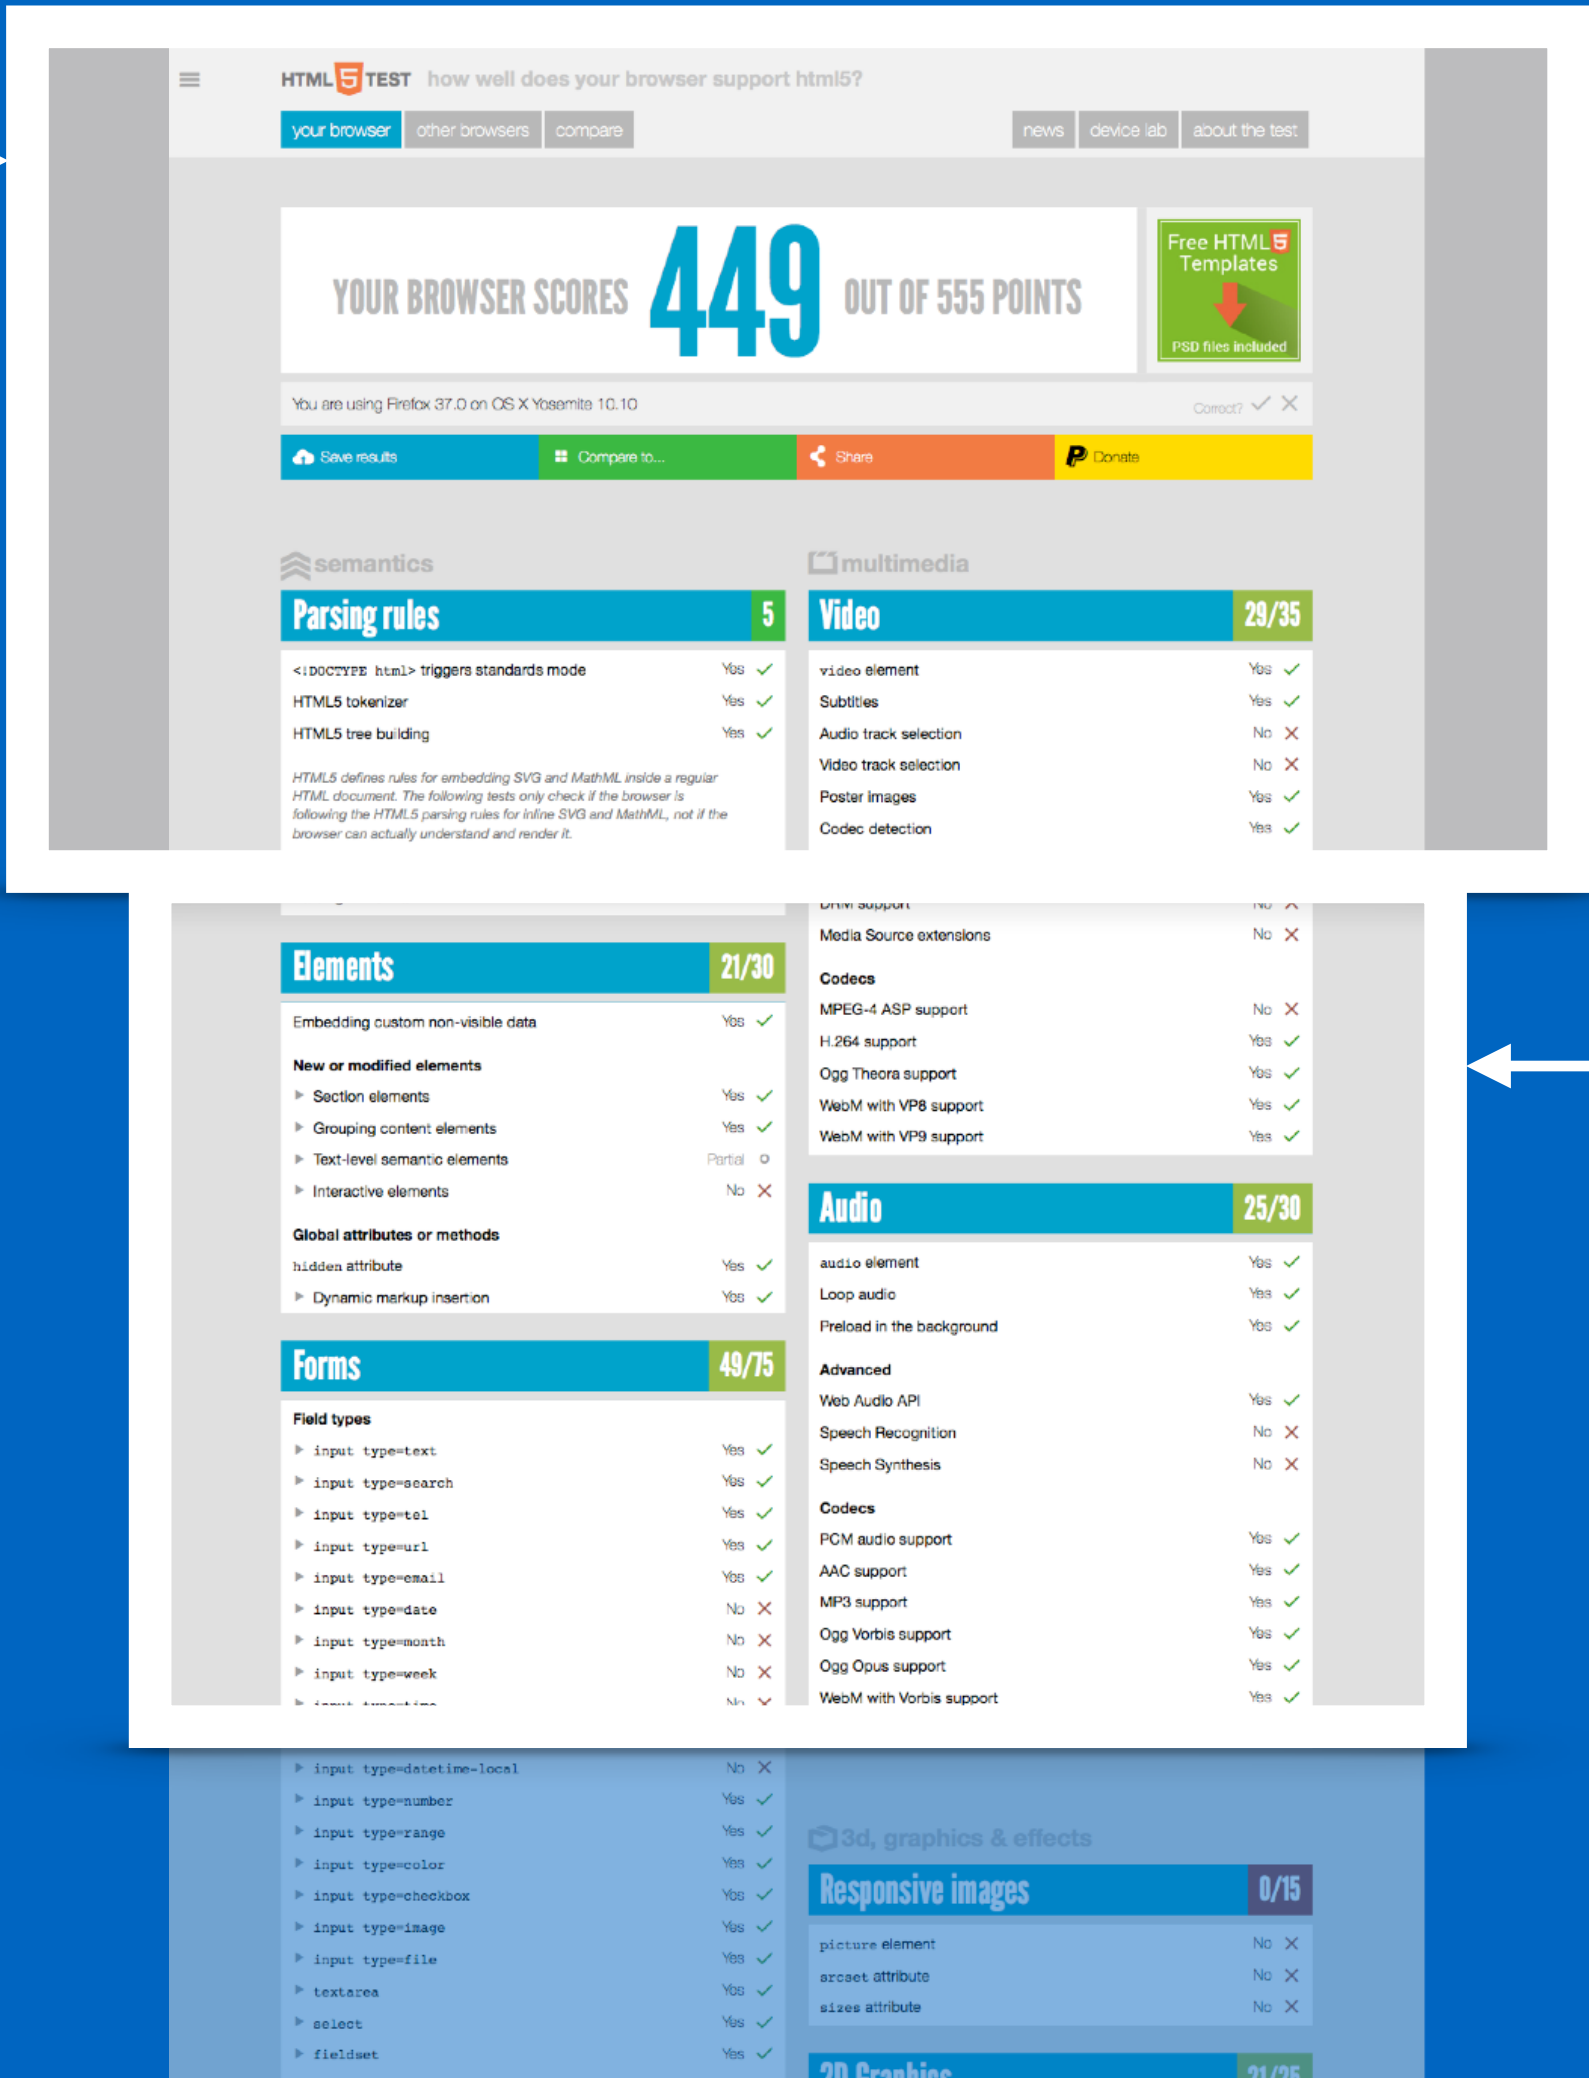 HTML5 TEST how well does your browser support html5?
your browser other browsers compare news device lab about the test
YOUR BROWSER SCORES 449 OUT OF 555 POINTS
Free HTML5
Templates
PSD files included
You are using Firefox 37.0 on OS X Yosemite 10.10
Correct?
Save results Compare to... Share Donate
semantics
Parsing rules 5
<!DOCTYPE html> triggers standards mode Yes
HTML5 tokenizer Yes
HTML5 tree building Yes
HTML5 defines rules for embedding SVG and MathML inside a regular
HTML document. The following tests only check if the browser is
following the HTML5 parsing rules for inline SVG and MathML, not if the
browser can actually understand and render it.
Elements 21/30
Embedding custom non-visible data Yes
New or modified elements
Section elements Yes
Grouping content elements Yes
Text-level semantic elements Partial
Interactive elements No
Global attributes or methods
hidden attribute Yes
Dynamic markup insertion Yes
Forms 49/75
Field types
input type=text Yes
input type=search Yes
input type=tel Yes
input type=url Yes
input type=email Yes
input type=date No
input type=month No
input type=week No
input type=time No
input type=datetime-local No
input type=number Yes
input type=range Yes
input type=color Yes
input type=checkbox Yes
input type=image Yes
input type=file Yes
textarea Yes
select Yes
fieldset Yes
multimedia
Video 29/35
video element Yes
Subtitles Yes
Audio track selection No
Video track selection No
Poster images Yes
Codec detection Yes
DRM support No
Media Source extensions No
Codecs
MPEG-4 ASP support No
H.264 support Yes
Ogg Theora support Yes
WebM with VP8 support Yes
WebM with VP9 support Yes
Audio 25/30
audio element Yes
Loop audio Yes
Preload in the background Yes
Advanced
Web Audio API Yes
Speech Recognition No
Speech Synthesis No
Codecs
PCM audio support Yes
AAC support Yes
MP3 support Yes
Ogg Vorbis support Yes
Ogg Opus support Yes
WebM with Vorbis support Yes
3d, graphics & effects
Responsive images 0/15
picture element No
srcset attribute No
sizes attribute No
2D Graphics 21/25